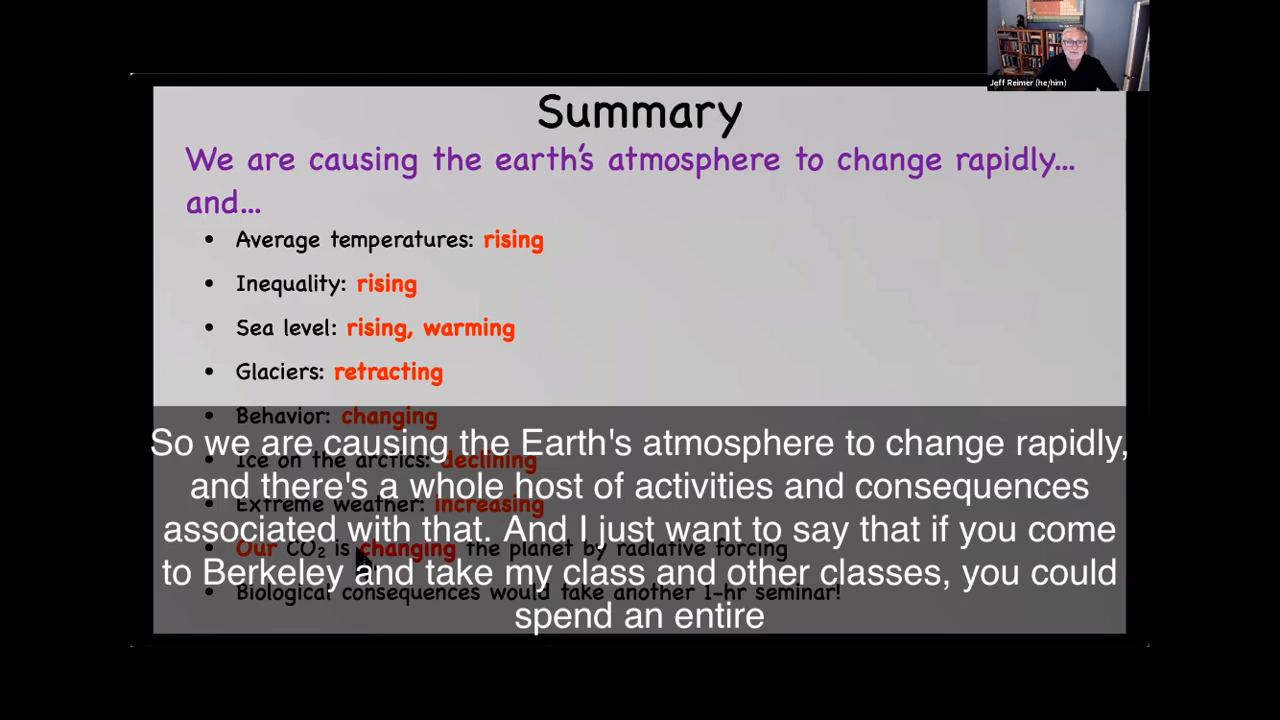 Jeff Reimer (he/him)
Summary
We are causing the earth's atmosphere to change rapidly...
and...
• Average temperatures: rising
• Inequality: rising
• Sea level: rising, warming
• Glaciers: retracting
• Behavior: changing
• Ice on the arctics: declining
• Extreme weather: increasing
• Our CO₂ is changing the planet by radiative forcing
• Biological consequences would take another 1-hr seminar!
So we are causing the Earth's atmosphere to change rapidly,
and there's a whole host of activities and consequences
associated with that. And I just want to say that if you come
to Berkeley and take my class and other classes, you could
spend an entire